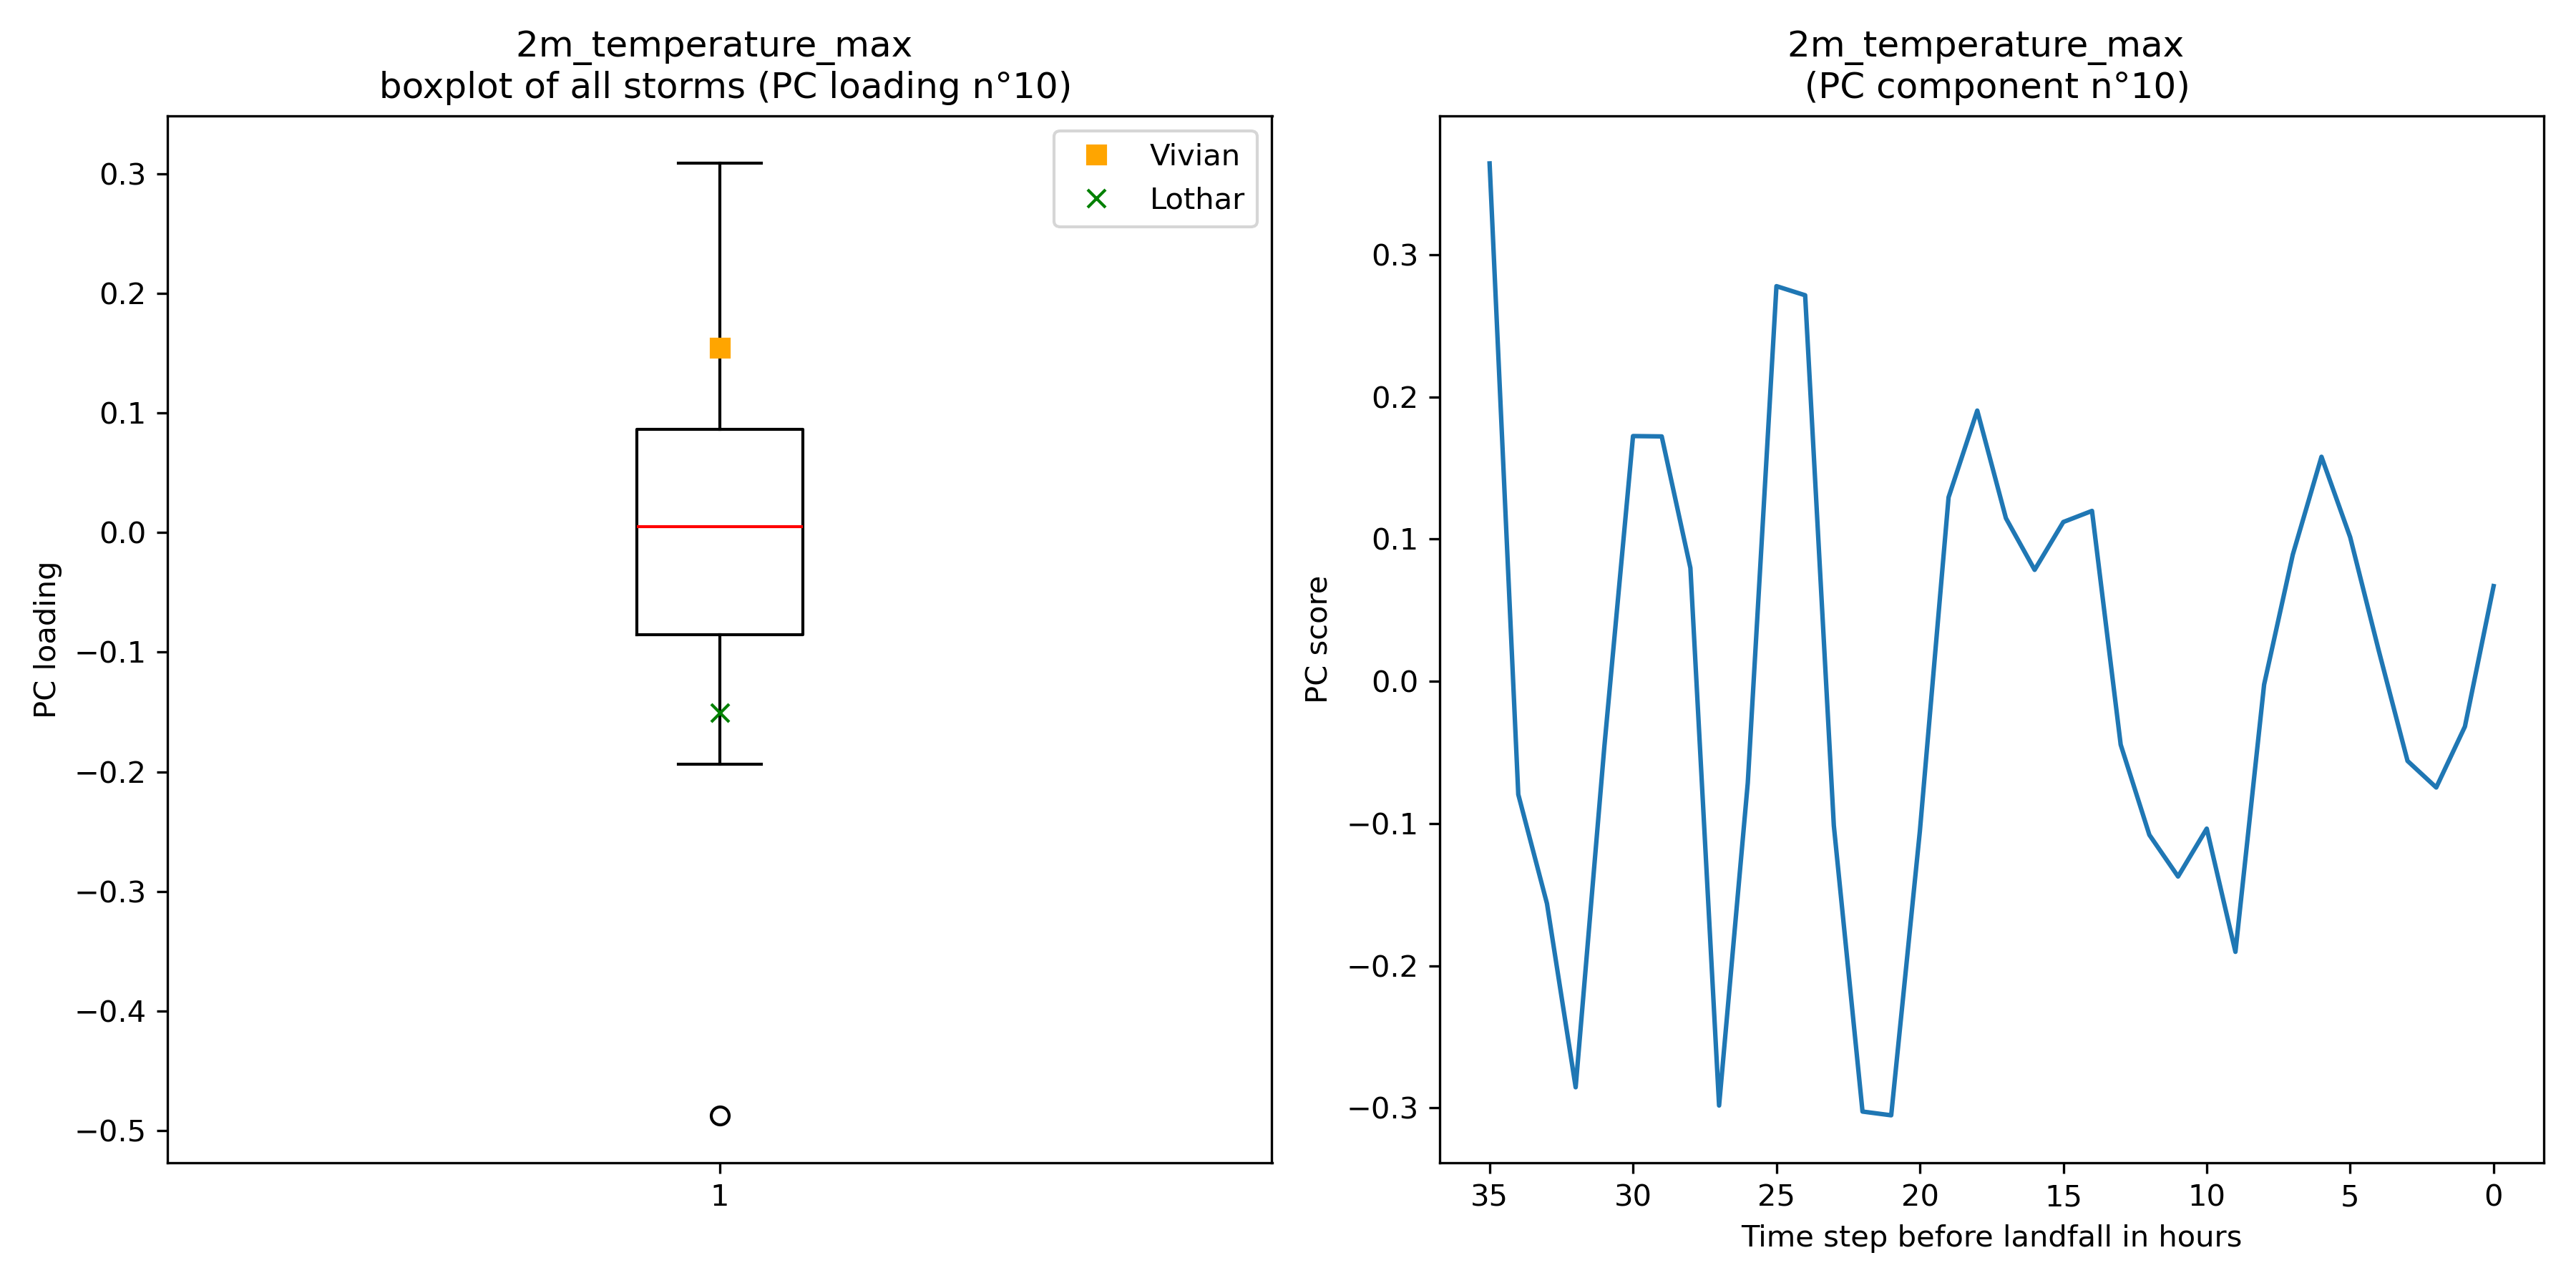 2m_temperature_max
boxplot of all storms (PC loading n°10)
Vivian
Lothar
PC loading
0.3
0.2
0.1
0.0
−0.1
−0.2
−0.3
−0.4
−0.5
1
2m_temperature_max
(PC component n°10)
PC score
0.3
0.2
0.1
0.0
−0.1
−0.2
−0.3
35 30 25 20 15 10 5 0
Time step before landfall in hours